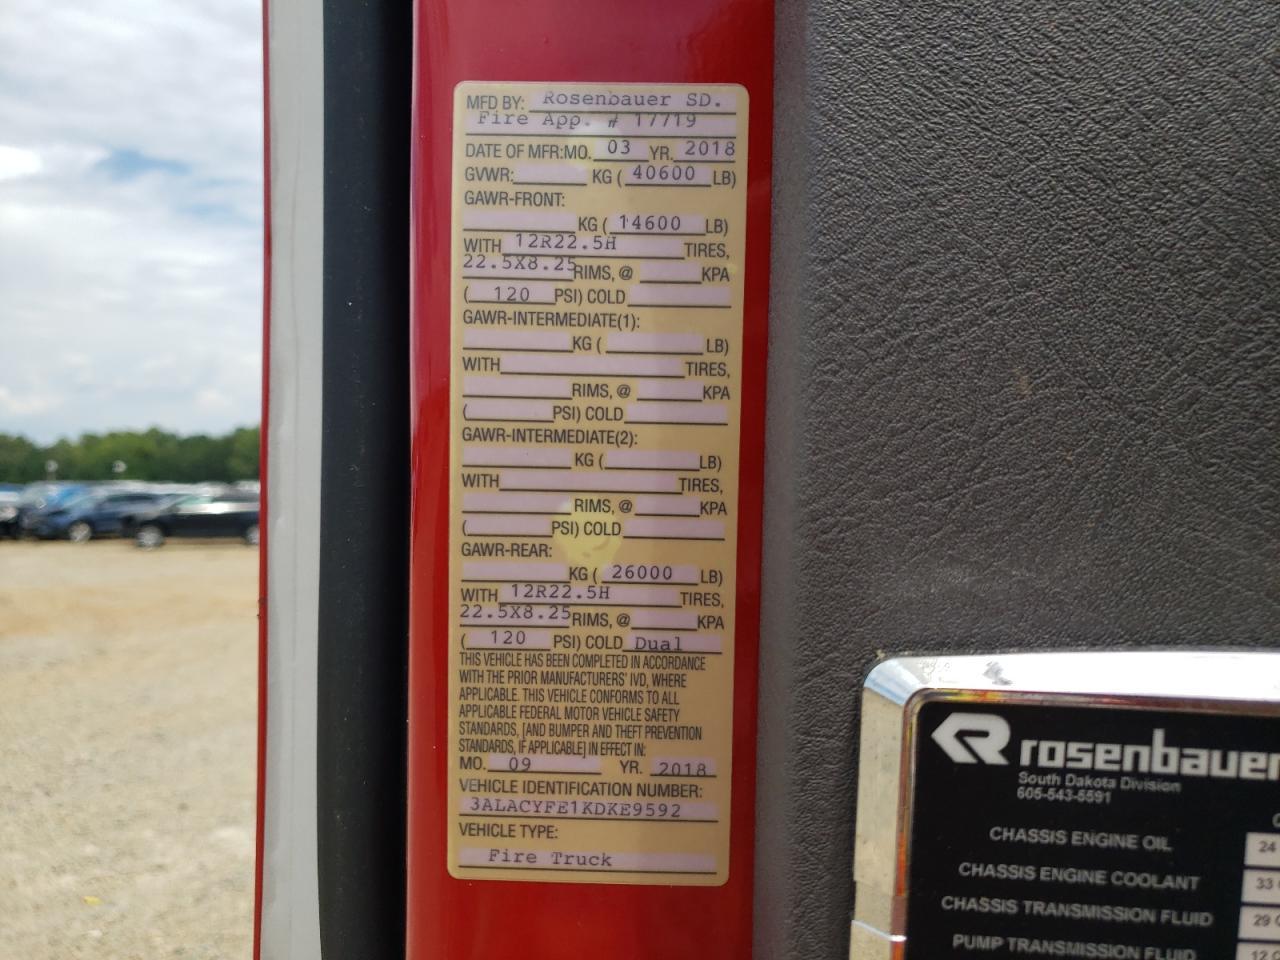 MFD BY: Rosenbauer SD.
Fire App. # 17719
DATE OF MFR:MO. 03 YR. 2018
GVWR: KG ( 40600 LB)
GAWR-FRONT:
KG ( 14600 LB)
WITH 12R22.5H TIRES,
22.5X8.25 RIMS, @ KPA
( 120 PSI) COLD
GAWR-INTERMEDIATE(1):
KG ( LB)
WITH TIRES,
RIMS, @ KPA
( PSI) COLD
GAWR-INTERMEDIATE(2):
KG ( LB)
WITH TIRES,
RIMS, @ KPA
( PSI) COLD
GAWR-REAR:
KG ( 26000 LB)
WITH 12R22.5H TIRES,
22.5X8.25 RIMS, @ KPA
( 120 PSI) COLD Dual
THIS VEHICLE HAS BEEN COMPLETED IN ACCORDANCE
WITH THE PRIOR MANUFACTURERS' IVD, WHERE
APPLICABLE. THIS VEHICLE CONFORMS TO ALL
APPLICABLE FEDERAL MOTOR VEHICLE SAFETY
STANDARDS, [AND BUMPER AND THEFT PREVENTION
STANDARDS, IF APPLICABLE] IN EFFECT IN:
MO. 09 YR. 2018
VEHICLE IDENTIFICATION NUMBER:
3ALACYFE1KDKE9592
VEHICLE TYPE:
Fire Truck
rosenbauer
South Dakota Division
605-543-5591
CHASSIS ENGINE OIL 24
CHASSIS ENGINE COOLANT 33
CHASSIS TRANSMISSION FLUID 29
PUMP TRANSMISSION FLUID 12